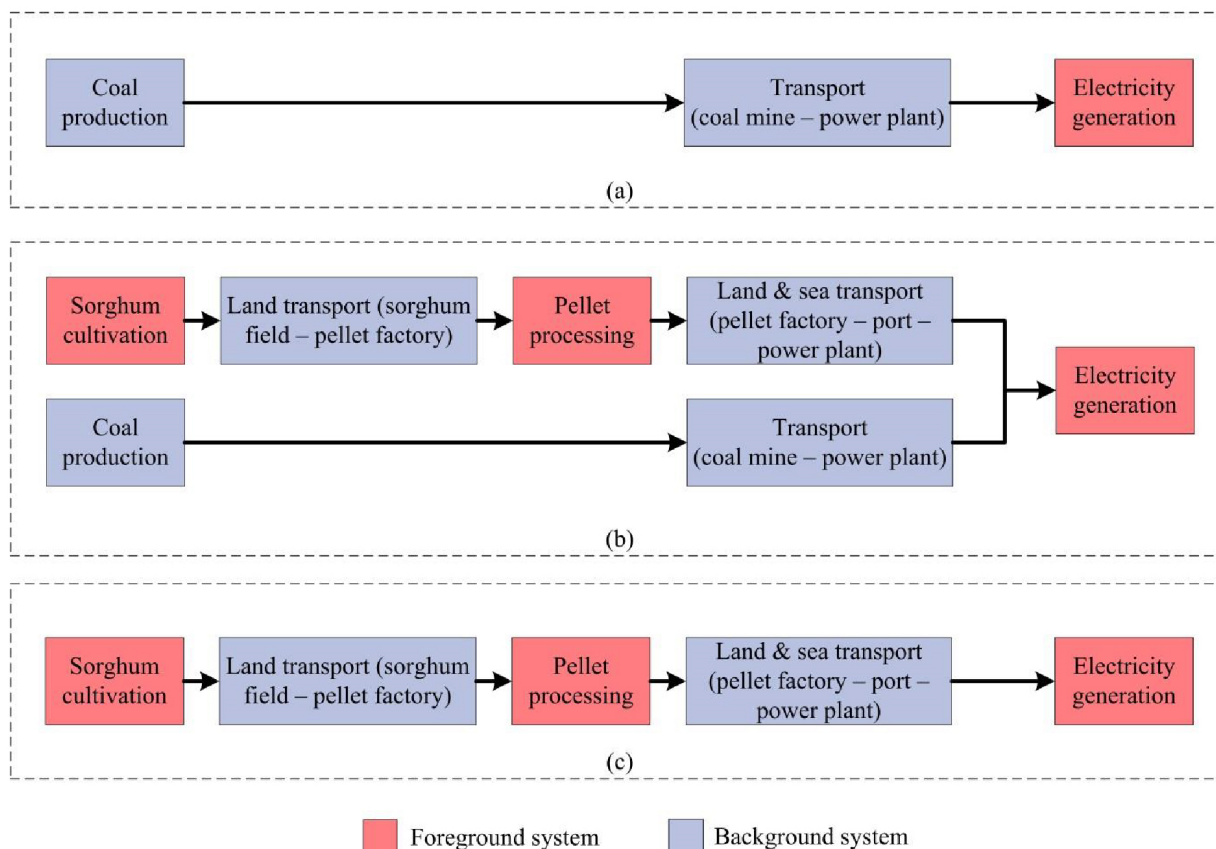 Coal
production
Transport
(coal mine – power plant)
Electricity
generation
(a)
Sorghum
cultivation
Land transport (sorghum
field – pellet factory)
Pellet
processing
Land & sea transport
(pellet factory – port –
power plant)
Electricity
generation
Coal
production
Transport
(coal mine – power plant)
(b)
Sorghum
cultivation
Land transport (sorghum
field – pellet factory)
Pellet
processing
Land & sea transport
(pellet factory – port –
power plant)
Electricity
generation
(c)
Foreground system
Background system